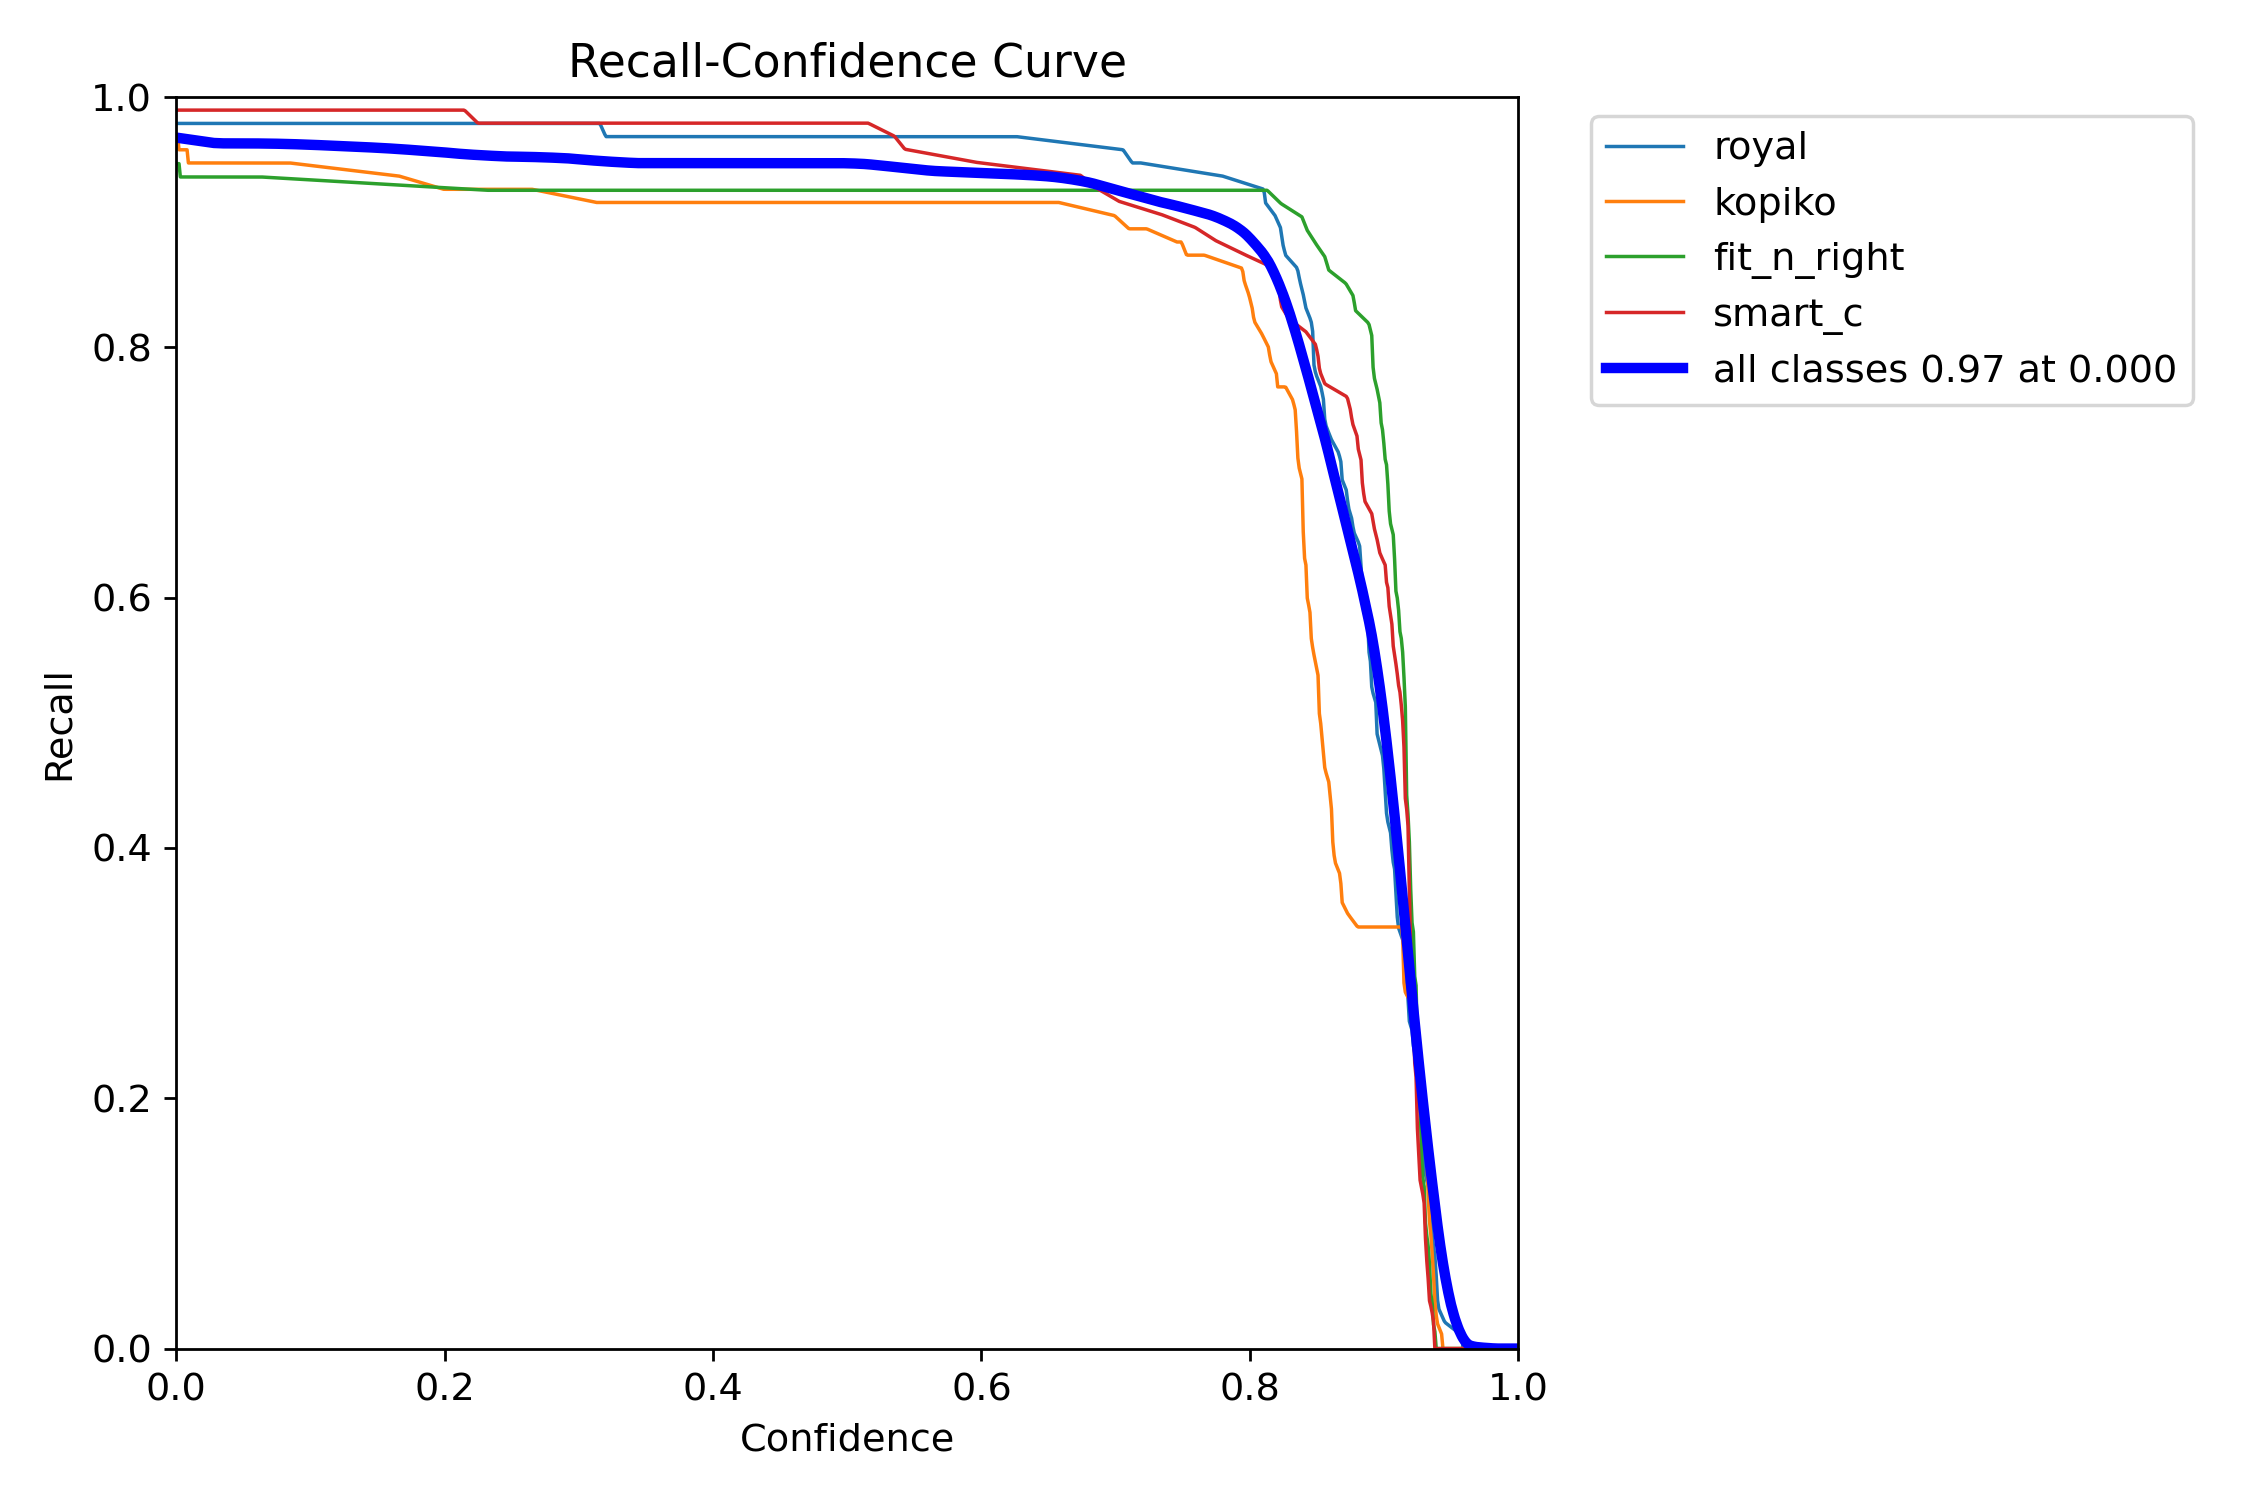 Recall-Confidence Curve
1.0
0.8
0.6
0.4
0.2
0.0
Recall
0.0 0.2 0.4 0.6 0.8 1.0
Confidence
royal
kopiko
fit_n_right
smart_c
all classes 0.97 at 0.000